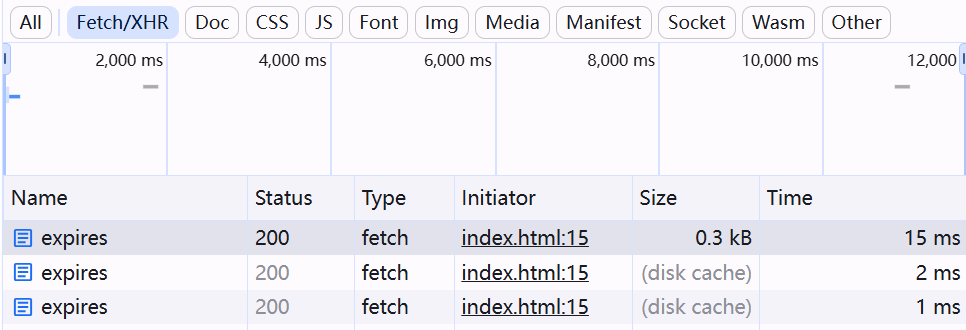 All Fetch/XHR Doc CSS JS Font Img Media Manifest Socket Wasm Other
2,000 ms 4,000 ms 6,000 ms 8,000 ms 10,000 ms 12,000
Name Status Type Initiator Size Time
expires 200 fetch index.html:15 0.3 kB 15 ms
expires 200 fetch index.html:15 (disk cache) 2 ms
expires 200 fetch index.html:15 (disk cache) 1 ms